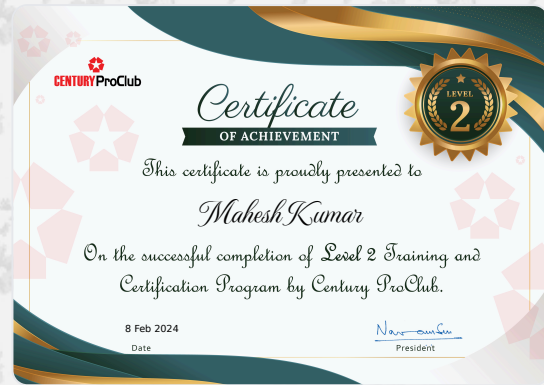 CENTURY ProClub
Certificate
OF ACHIEVEMENT
LEVEL
2
This certificate is proudly presented to
Mahesh Kumar
On the successful completion of Level 2 Training and
Certification Program by Century ProClub.
8 Feb 2024
Date
President